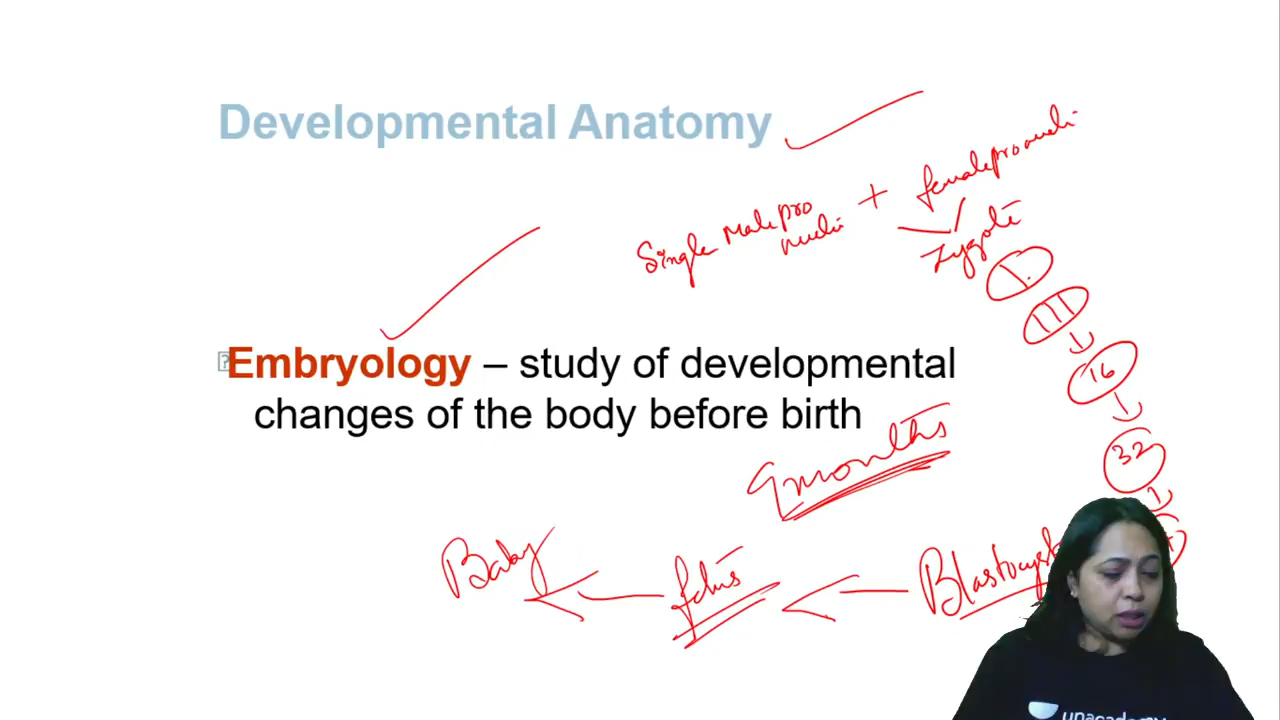 Developmental Anatomy
Single Male pro nuclei + female pronuclei
Zygote
16
32
Embryology – study of developmental
changes of the body before birth
9 months
Baby
fetus
Blastocyst
unacademy